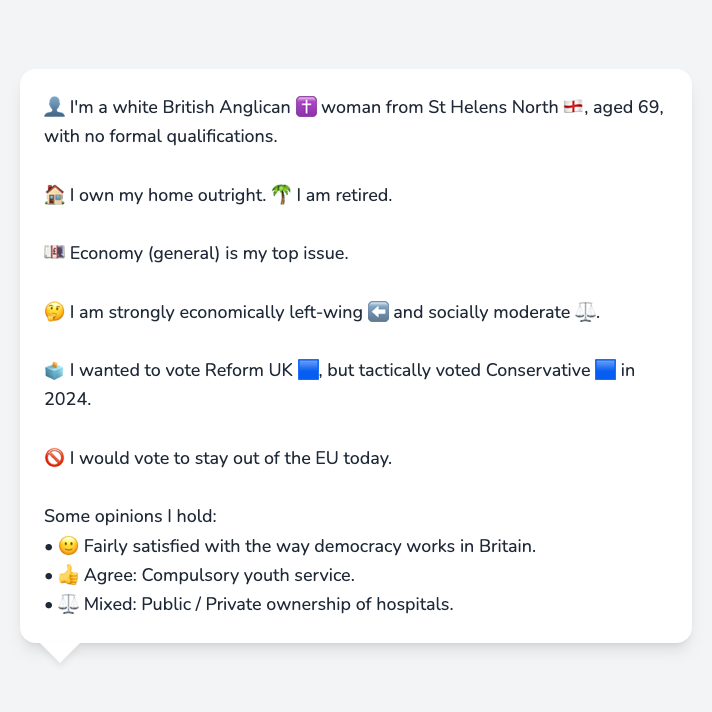 👤 I'm a white British Anglican ✝️ woman from St Helens North 🏴󠁧󠁢󠁥󠁮󠁧󠁿, aged 69,
with no formal qualifications.
🏠 I own my home outright. 🌴 I am retired.
💷 Economy (general) is my top issue.
🤔 I am strongly economically left-wing ⬅️ and socially moderate ⚖️.
🗳️ I wanted to vote Reform UK 🟦, but tactically voted Conservative 🟦 in
2024.
🚫 I would vote to stay out of the EU today.
Some opinions I hold:
• 🙂 Fairly satisfied with the way democracy works in Britain.
• 👍 Agree: Compulsory youth service.
• ⚖️ Mixed: Public / Private ownership of hospitals.